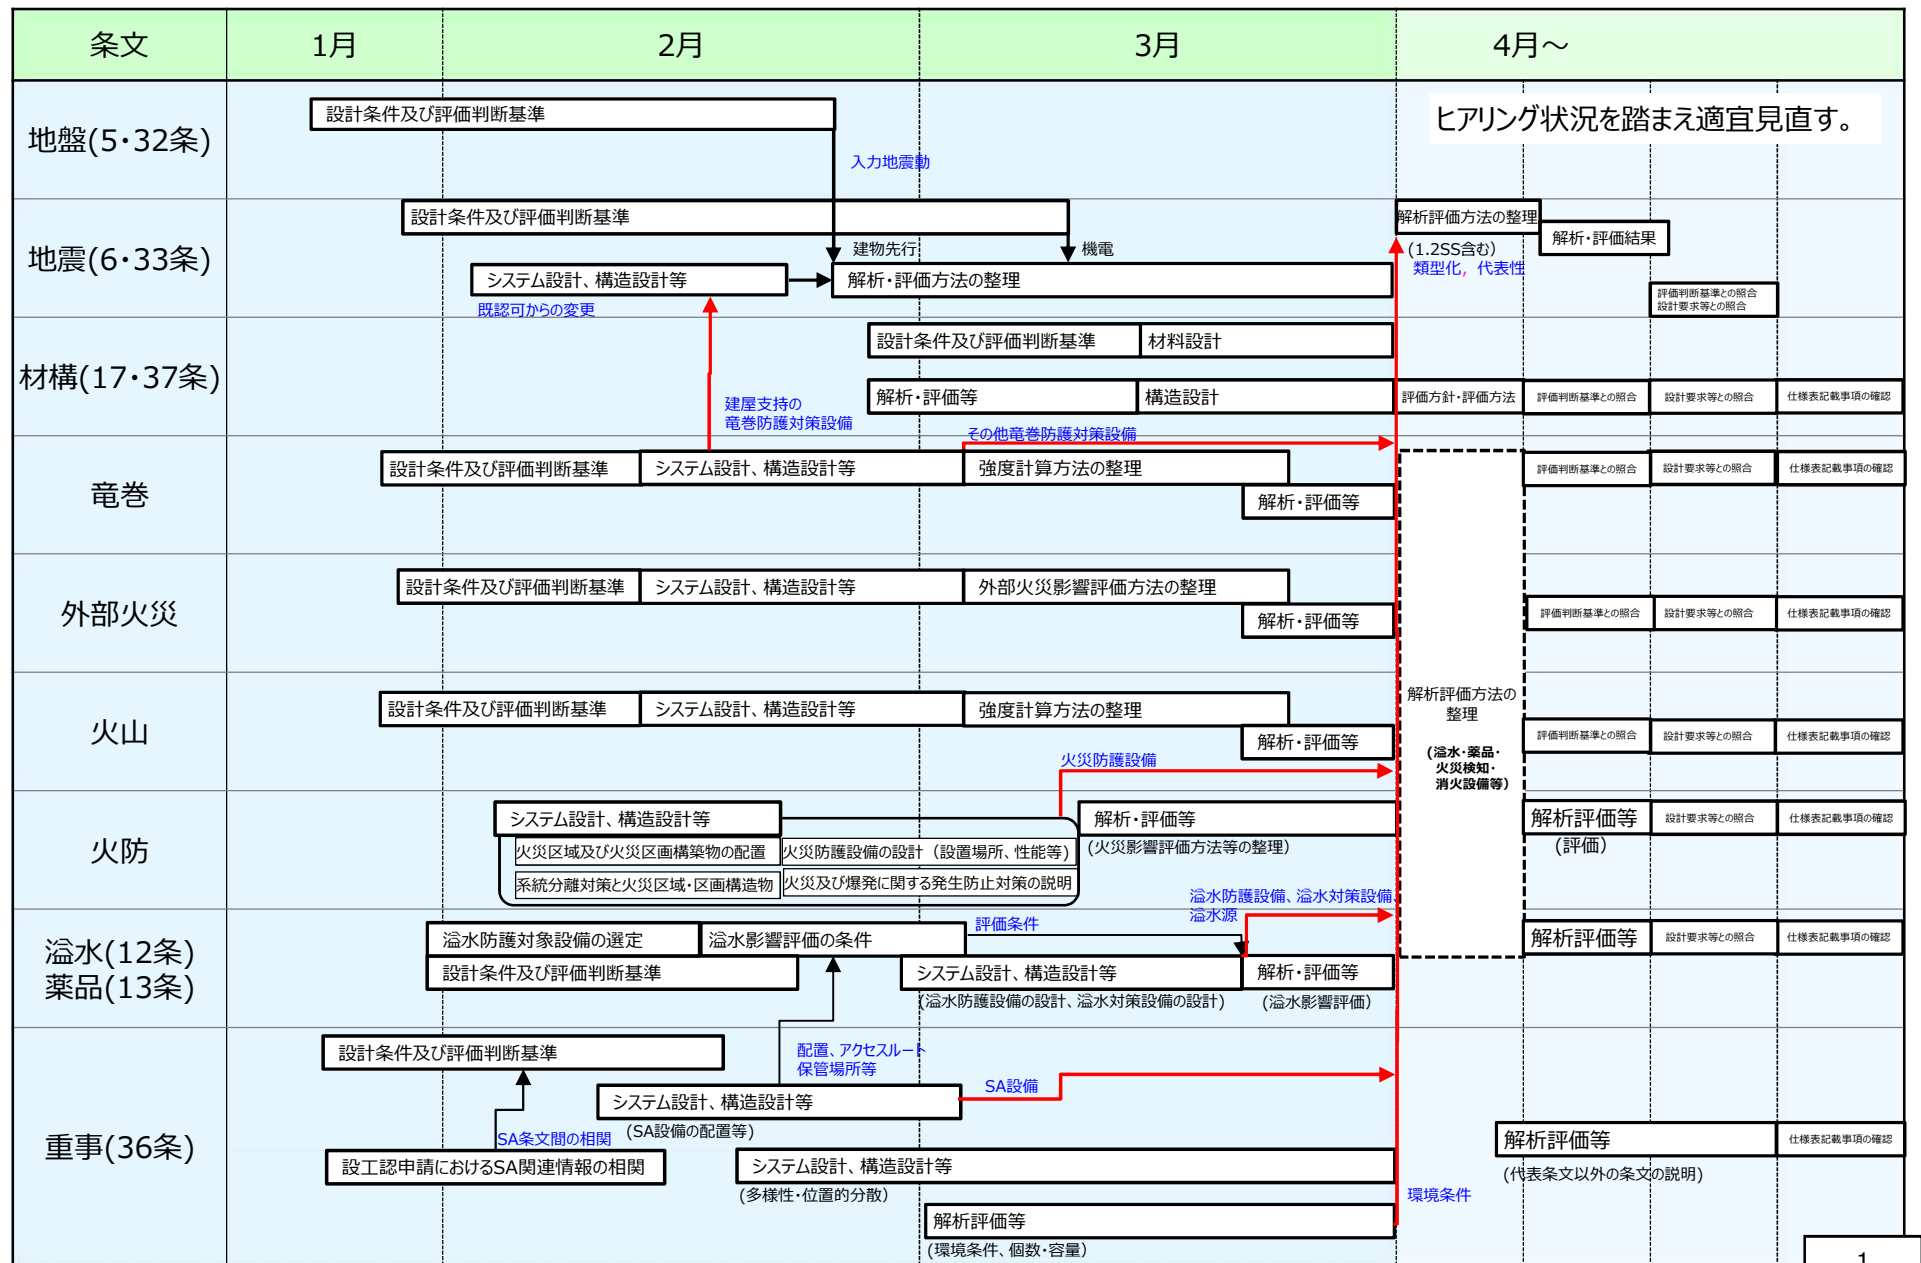 条文
1月
2月
3月
4月～
地盤(5・32条)
設計条件及び評価判断基準
ヒアリング状況を踏まえ適宜見直す。
入力地震動
地震(6・33条)
設計条件及び評価判断基準
建物先行
機電
システム設計、構造設計等
既認可からの変更
解析・評価方法の整理
解析評価方法の整理
(1.2SS含む)
類型化，代表性
解析・評価結果
評価判断基準との照合
設計要求等との照合
材構(17・37条)
設計条件及び評価判断基準
材料設計
解析・評価等
構造設計
評価方針・評価方法
評価判断基準との照合
設計要求等との照合
仕様表記載事項の確認
建屋支持の
竜巻防護対策設備
その他竜巻防護対策設備
竜巻
設計条件及び評価判断基準
システム設計、構造設計等
強度計算方法の整理
解析・評価等
評価判断基準との照合
設計要求等との照合
仕様表記載事項の確認
外部火災
設計条件及び評価判断基準
システム設計、構造設計等
外部火災影響評価方法の整理
解析・評価等
評価判断基準との照合
設計要求等との照合
仕様表記載事項の確認
火山
設計条件及び評価判断基準
システム設計、構造設計等
強度計算方法の整理
解析・評価等
解析評価方法の
整理
(溢水・薬品・
火災検知・
消火設備等)
評価判断基準との照合
設計要求等との照合
仕様表記載事項の確認
火災防護設備
火防
システム設計、構造設計等
火災区域及び火災区画構築物の配置
火災防護設備の設計（設置場所、性能等）
系統分離対策と火災区域・区画構造物
火災及び爆発に関する発生防止対策の説明
解析・評価等
(火災影響評価方法等の整理)
解析評価等
(評価)
設計要求等との照合
仕様表記載事項の確認
溢水防護設備、溢水対策設備、
溢水源
溢水(12条)
薬品(13条)
溢水防護対象設備の選定
溢水影響評価の条件
評価条件
設計条件及び評価判断基準
システム設計、構造設計等
(溢水防護設備の設計、溢水対策設備の設計)
解析・評価等
(溢水影響評価)
解析評価等
設計要求等との照合
仕様表記載事項の確認
重事(36条)
設計条件及び評価判断基準
配置、アクセスルート
保管場所等
システム設計、構造設計等
(SA設備の配置等)
SA設備
SA条文間の相関
設工認申請におけるSA関連情報の相関
システム設計、構造設計等
(多様性・位置的分散)
解析評価等
(環境条件、個数・容量)
環境条件
解析評価等
(代表条文以外の条文の説明)
仕様表記載事項の確認
1